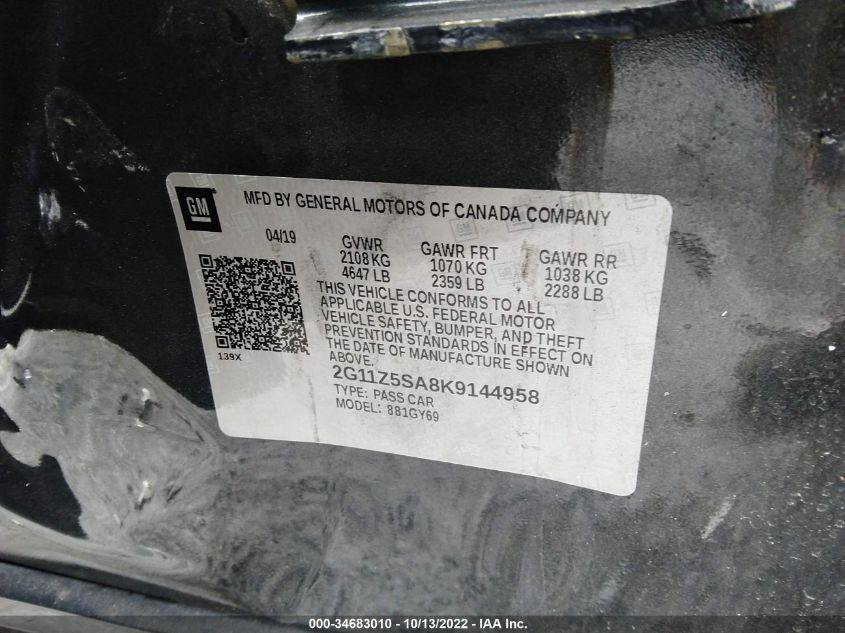 GM
MFD BY GENERAL MOTORS OF CANADA COMPANY
04/19
GVWR
2108 KG
4647 LB
GAWR FRT
1070 KG
2359 LB
GAWR RR
1038 KG
2288 LB
THIS VEHICLE CONFORMS TO ALL
APPLICABLE U.S. FEDERAL MOTOR
VEHICLE SAFETY, BUMPER, AND THEFT
PREVENTION STANDARDS IN EFFECT ON
THE DATE OF MANUFACTURE SHOWN
ABOVE.
139X
2G11Z5SA8K9144958
TYPE: PASS CAR
MODEL: 881GY69
000-34683010 / 10/13/2022 - IAA Inc.